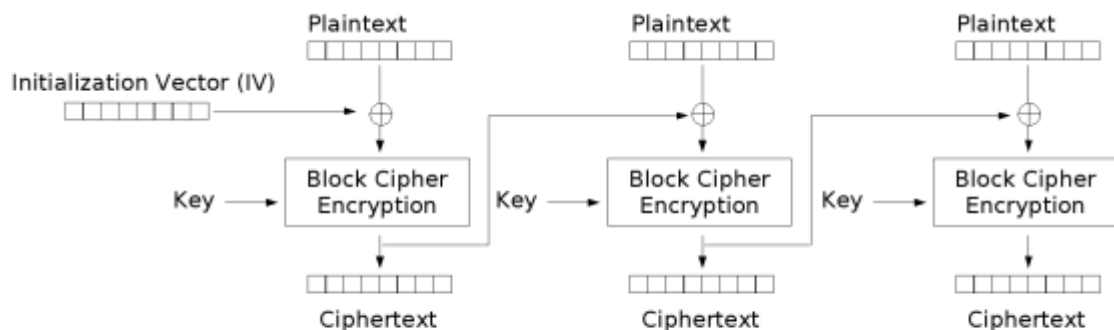 Plaintext
Plaintext
Plaintext
Initialization Vector (IV)
Key
Block Cipher
Encryption
Key
Block Cipher
Encryption
Key
Block Cipher
Encryption
Ciphertext
Ciphertext
Ciphertext